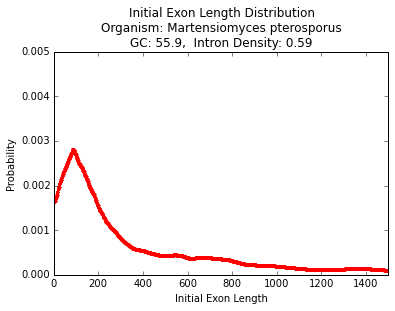 Initial Exon Length Distribution
Organism: Martensiomyces pterosporus
GC: 55.9,  Intron Density: 0.59
0.005
0.004
0.003
0.002
0.001
0.000
Probability
0 200 400 600 800 1000 1200 1400
Initial Exon Length